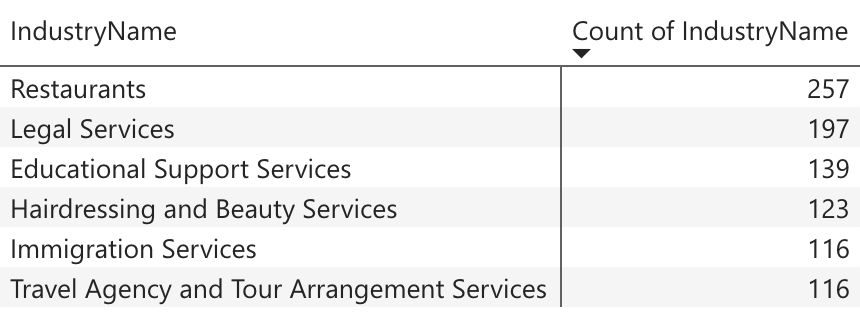 IndustryName Count of IndustryName
Restaurants 257
Legal Services 197
Educational Support Services 139
Hairdressing and Beauty Services 123
Immigration Services 116
Travel Agency and Tour Arrangement Services 116